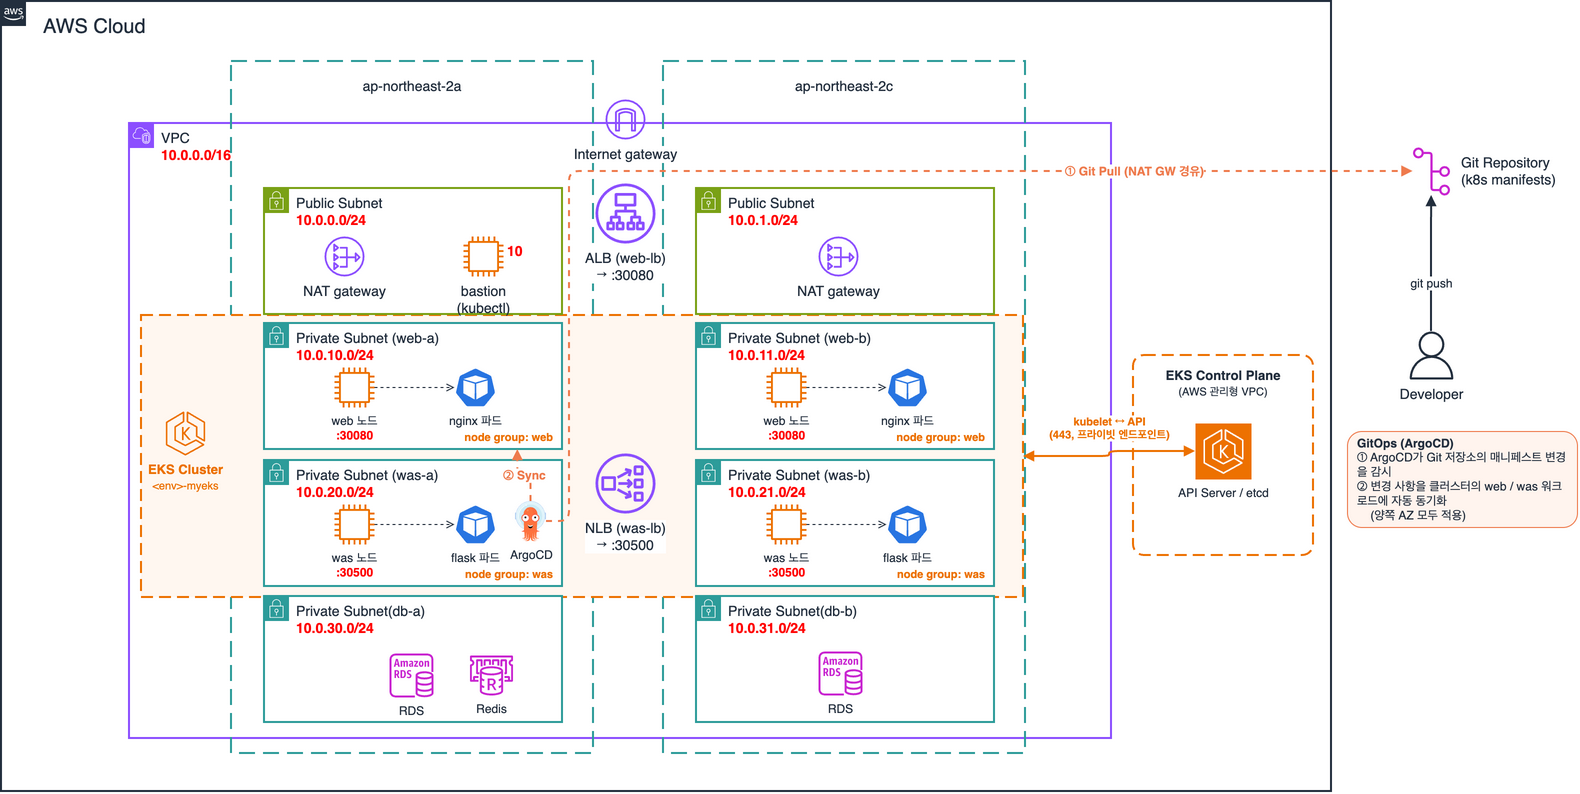 aws
AWS Cloud
ap-northeast-2a
ap-northeast-2c
VPC
10.0.0.0/16
Internet gateway
① Git Pull (NAT GW 경유)
Git Repository
(k8s manifests)
Public Subnet
10.0.0.0/24
NAT gateway
10
bastion
(kubectl)
ALB (web-lb)
→ :30080
Public Subnet
10.0.1.0/24
NAT gateway
git push
Developer
Private Subnet (web-a)
10.0.10.0/24
web 노드
:30080
nginx 파드
node group: web
Private Subnet (web-b)
10.0.11.0/24
web 노드
:30080
nginx 파드
node group: web
EKS Cluster
<env>-myeks
EKS Control Plane
(AWS 관리형 VPC)
kubelet ↔ API
(443, 프라이빗 엔드포인트)
API Server / etcd
Private Subnet (was-a)
10.0.20.0/24
② Sync
was 노드
:30500
flask 파드
ArgoCD
node group: was
NLB (was-lb)
→ :30500
Private Subnet (was-b)
10.0.21.0/24
was 노드
:30500
flask 파드
node group: was
GitOps (ArgoCD)
① ArgoCD가 Git 저장소의 매니페스트 변경
을 감시
② 변경 사항을 클러스터의 web / was 워크
로드에 자동 동기화
(양쪽 AZ 모두 적용)
Private Subnet(db-a)
10.0.30.0/24
Amazon
RDS
RDS
R
Redis
Private Subnet(db-b)
10.0.31.0/24
Amazon
RDS
RDS